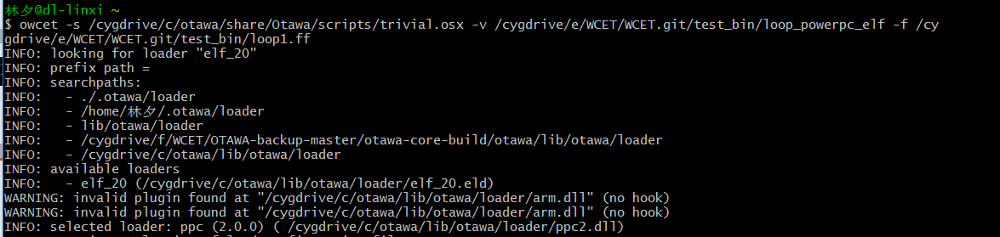 林夕@dl-linxi ~
$ owcet -s /cygdrive/c/otawa/share/Otawa/scripts/trivial.osx -v /cygdrive/e/WCET/WCET.git/test_bin/loop_powerpc_elf -f /cy
gdrive/e/WCET/WCET.git/test_bin/loop1.ff
INFO: looking for loader "elf_20"
INFO: prefix path =
INFO: searchpaths:
INFO:   - ./.otawa/loader
INFO:   - /home/林夕/.otawa/loader
INFO:   - lib/otawa/loader
INFO:   - /cygdrive/f/WCET/OTAWA-backup-master/otawa-core-build/otawa/lib/otawa/loader
INFO:   - /cygdrive/c/otawa/lib/otawa/loader
INFO: available loaders
INFO:   - elf_20 (/cygdrive/c/otawa/lib/otawa/loader/elf_20.eld)
WARNING: invalid plugin found at "/cygdrive/c/otawa/lib/otawa/loader/arm.dll" (no hook)
WARNING: invalid plugin found at "/cygdrive/c/otawa/lib/otawa/loader/arm.dll" (no hook)
INFO: selected loader: ppc (2.0.0) ( /cygdrive/c/otawa/lib/otawa/loader/ppc2.dll)